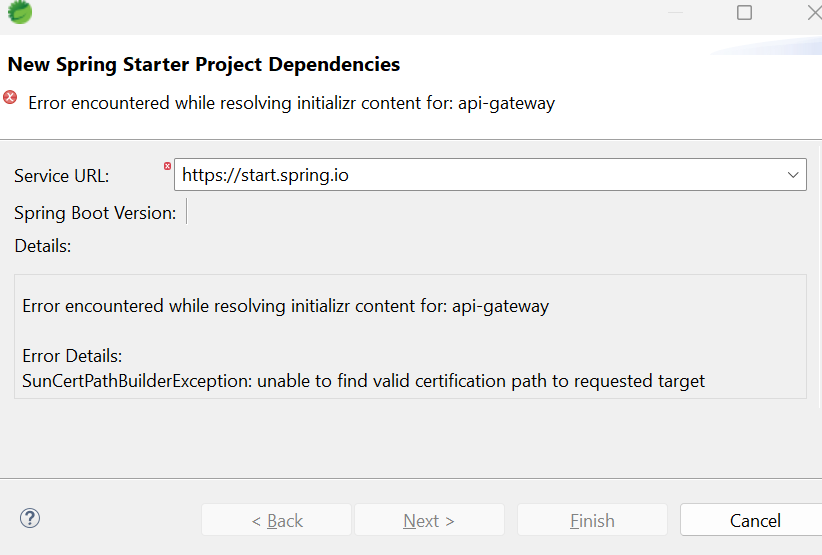 New Spring Starter Project Dependencies
Error encountered while resolving initializr content for: api-gateway
Service URL: https://start.spring.io
Spring Boot Version:
Details:
Error encountered while resolving initializr content for: api-gateway
Error Details:
SunCertPathBuilderException: unable to find valid certification path to requested target
? < Back Next > Finish Cancel